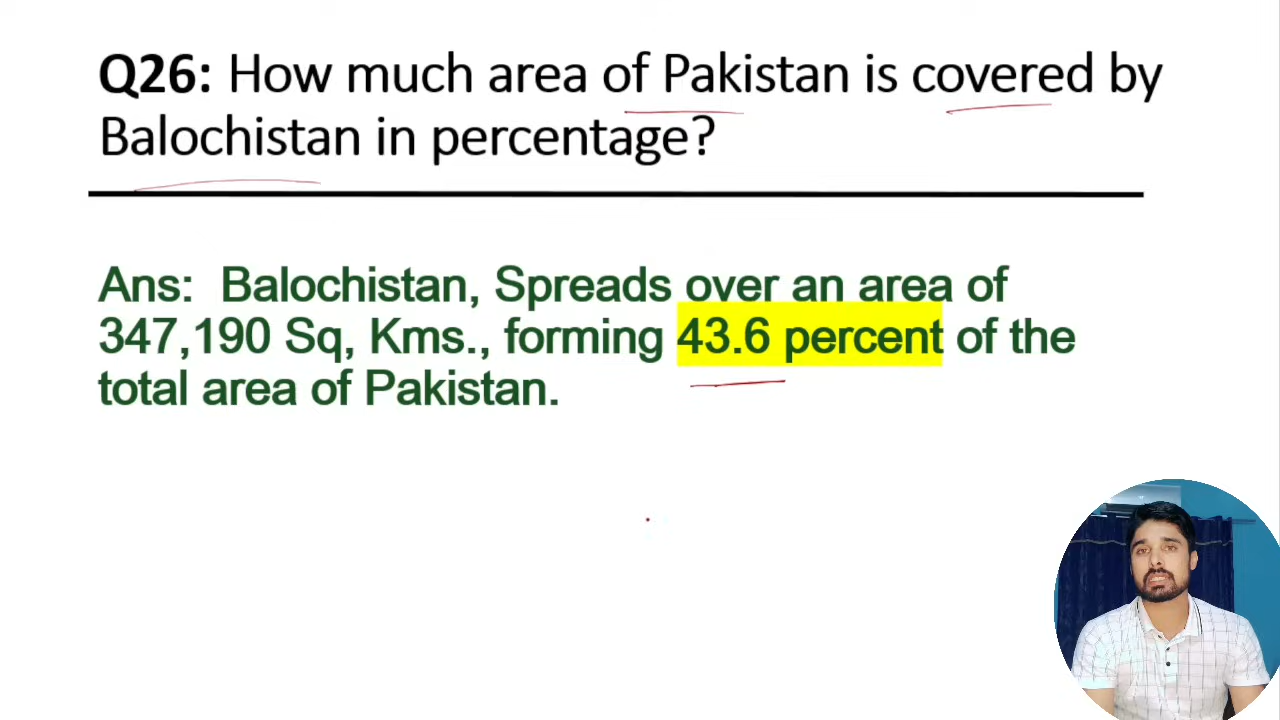 Q26: How much area of Pakistan is covered by
Balochistan in percentage?
Ans: Balochistan, Spreads over an area of
347,190 Sq, Kms., forming 43.6 percent of the
total area of Pakistan.